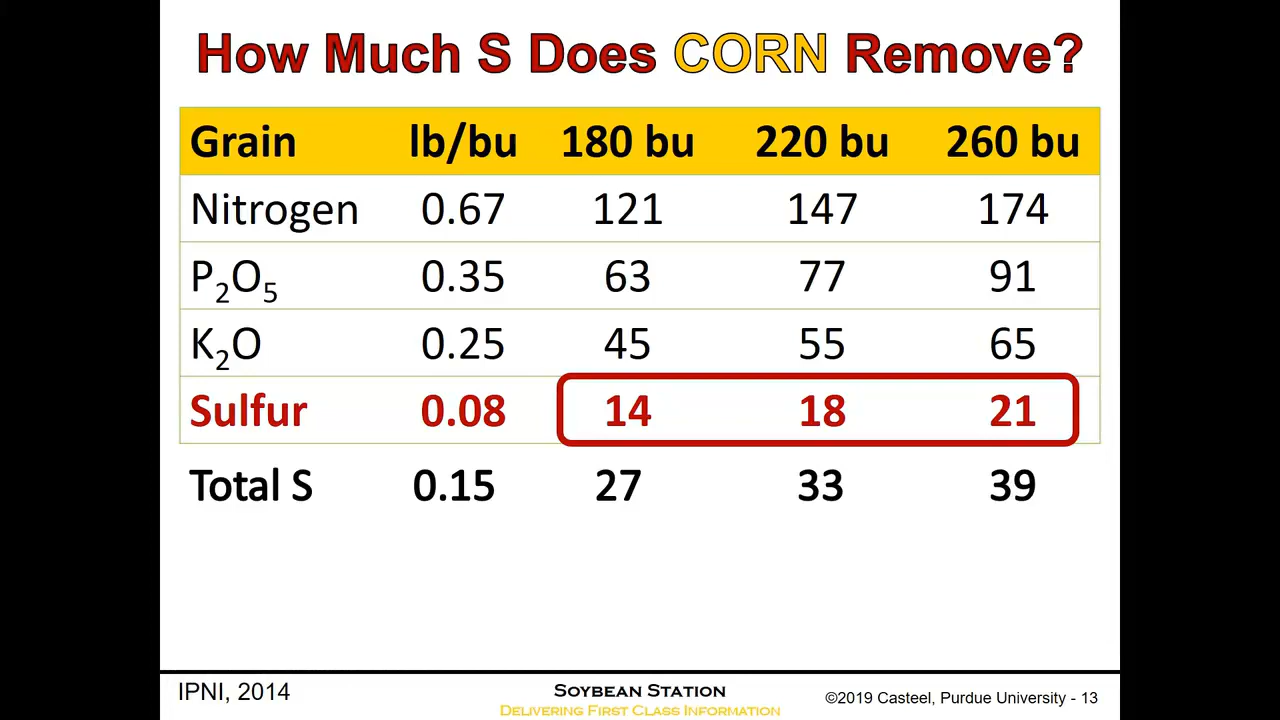 How Much S Does CORN Remove?
Grain lb/bu 180 bu 220 bu 260 bu
Nitrogen 0.67 121 147 174
P2O5 0.35 63 77 91
K2O 0.25 45 55 65
Sulfur 0.08 14 18 21
Total S 0.15 27 33 39
IPNI, 2014
SOYBEAN STATION
DELIVERING FIRST CLASS INFORMATION
©2019 Casteel, Purdue University - 13